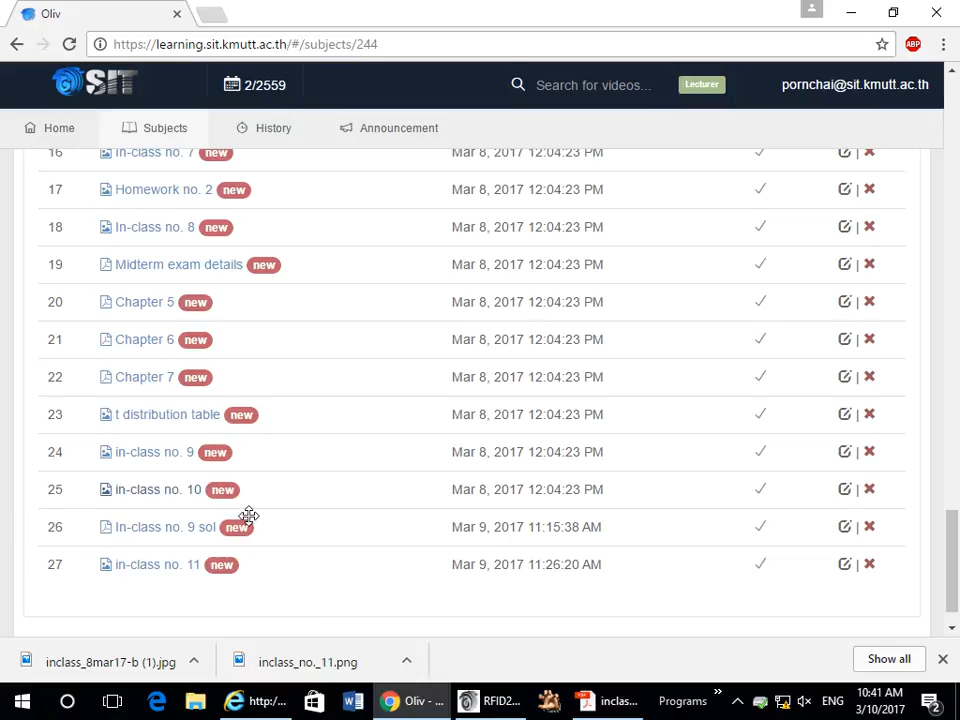 Oliv
https://learning.sit.kmutt.ac.th/#/subjects/244
ABP
SIT
2/2559
Search for videos...
Lecturer
pornchai@sit.kmutt.ac.th
Home
Subjects
History
Announcement
16 In-class no. 7 new Mar 8, 2017 12:04:23 PM |
17 Homework no. 2 new Mar 8, 2017 12:04:23 PM |
18 In-class no. 8 new Mar 8, 2017 12:04:23 PM |
19 Midterm exam details new Mar 8, 2017 12:04:23 PM |
20 Chapter 5 new Mar 8, 2017 12:04:23 PM |
21 Chapter 6 new Mar 8, 2017 12:04:23 PM |
22 Chapter 7 new Mar 8, 2017 12:04:23 PM |
23 t distribution table new Mar 8, 2017 12:04:23 PM |
24 in-class no. 9 new Mar 8, 2017 12:04:23 PM |
25 in-class no. 10 new Mar 8, 2017 12:04:23 PM |
26 In-class no. 9 sol new Mar 9, 2017 11:15:38 AM |
27 in-class no. 11 new Mar 9, 2017 11:26:20 AM |
inclass_8mar17-b (1).jpg
inclass_no._11.png
Show all
http:/...
Oliv - ...
RFID2...
inclas...
Programs
ENG
10:41 AM
3/10/2017
2